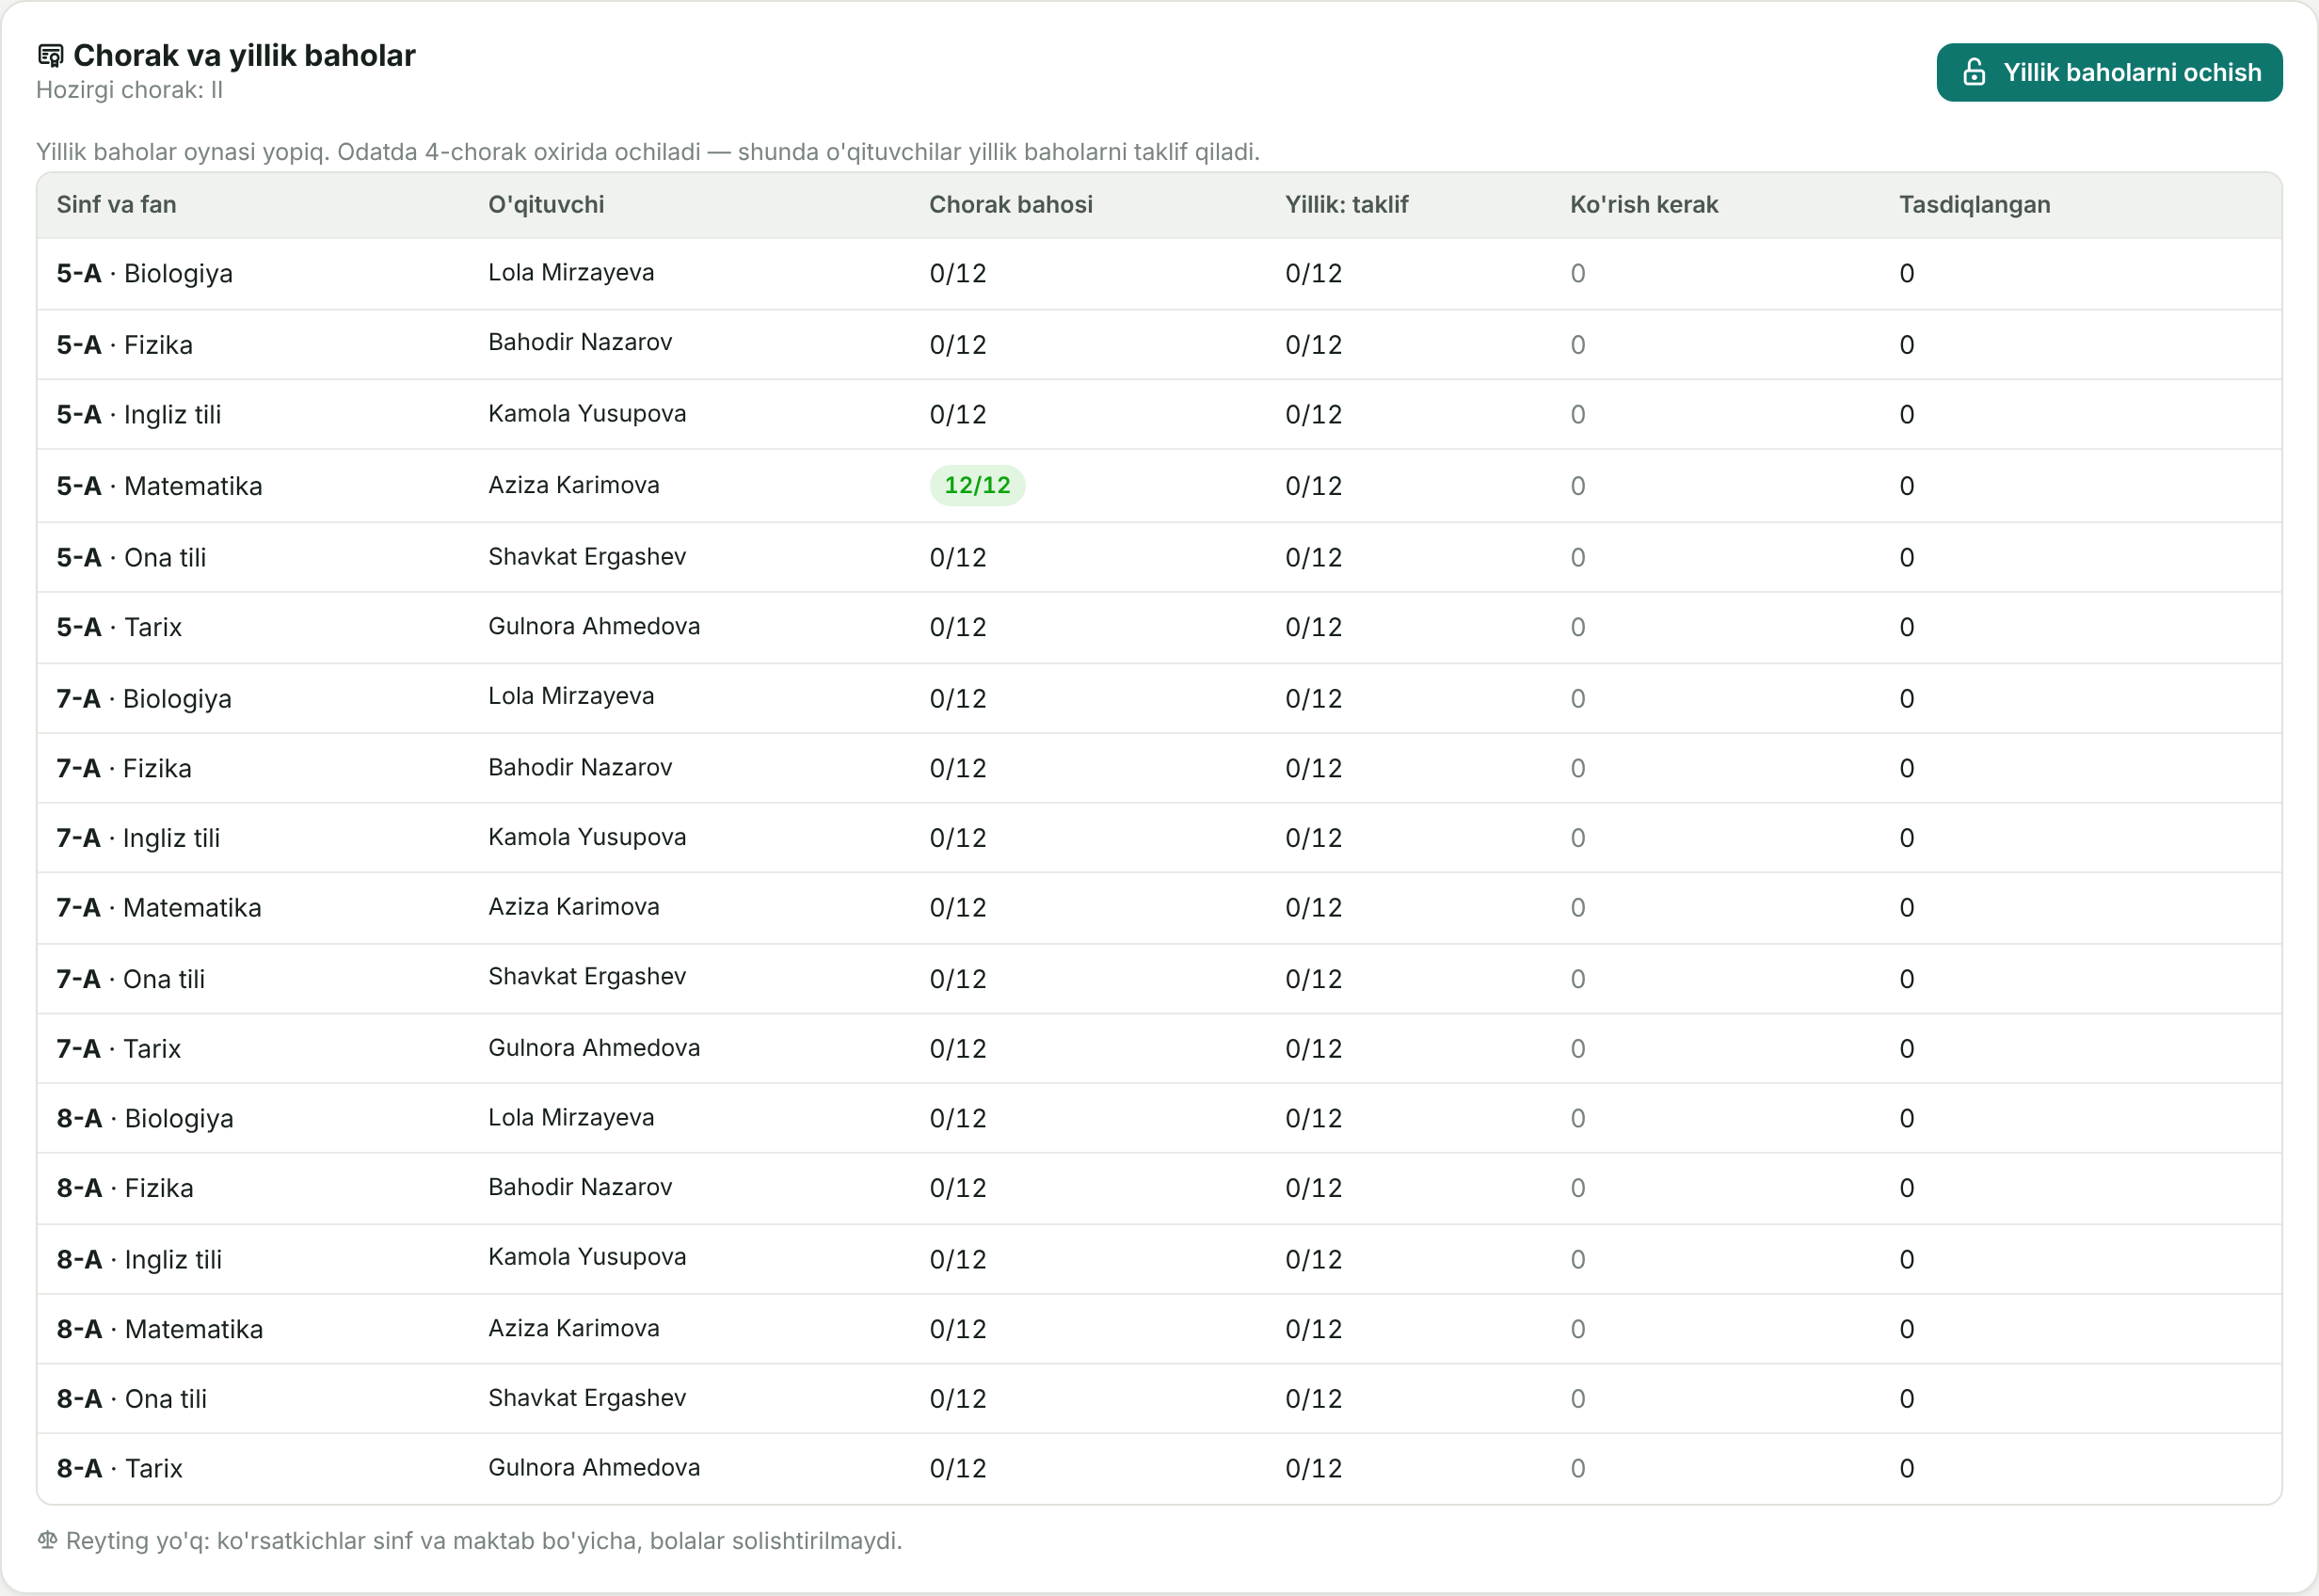 Chorak va yillik baholar
Hozirgi chorak: II
Yillik baholarni ochish
Yillik baholar oynasi yopiq. Odatda 4-chorak oxirida ochiladi — shunda o'qituvchilar yillik baholarni taklif qiladi.
Sinf va fan O'qituvchi Chorak bahosi Yillik: taklif Ko'rish kerak Tasdiqlangan
5-A · Biologiya Lola Mirzayeva 0/12 0/12 0 0
5-A · Fizika Bahodir Nazarov 0/12 0/12 0 0
5-A · Ingliz tili Kamola Yusupova 0/12 0/12 0 0
5-A · Matematika Aziza Karimova 12/12 0/12 0 0
5-A · Ona tili Shavkat Ergashev 0/12 0/12 0 0
5-A · Tarix Gulnora Ahmedova 0/12 0/12 0 0
7-A · Biologiya Lola Mirzayeva 0/12 0/12 0 0
7-A · Fizika Bahodir Nazarov 0/12 0/12 0 0
7-A · Ingliz tili Kamola Yusupova 0/12 0/12 0 0
7-A · Matematika Aziza Karimova 0/12 0/12 0 0
7-A · Ona tili Shavkat Ergashev 0/12 0/12 0 0
7-A · Tarix Gulnora Ahmedova 0/12 0/12 0 0
8-A · Biologiya Lola Mirzayeva 0/12 0/12 0 0
8-A · Fizika Bahodir Nazarov 0/12 0/12 0 0
8-A · Ingliz tili Kamola Yusupova 0/12 0/12 0 0
8-A · Matematika Aziza Karimova 0/12 0/12 0 0
8-A · Ona tili Shavkat Ergashev 0/12 0/12 0 0
8-A · Tarix Gulnora Ahmedova 0/12 0/12 0 0
Reyting yo'q: ko'rsatkichlar sinf va maktab bo'yicha, bolalar solishtirilmaydi.